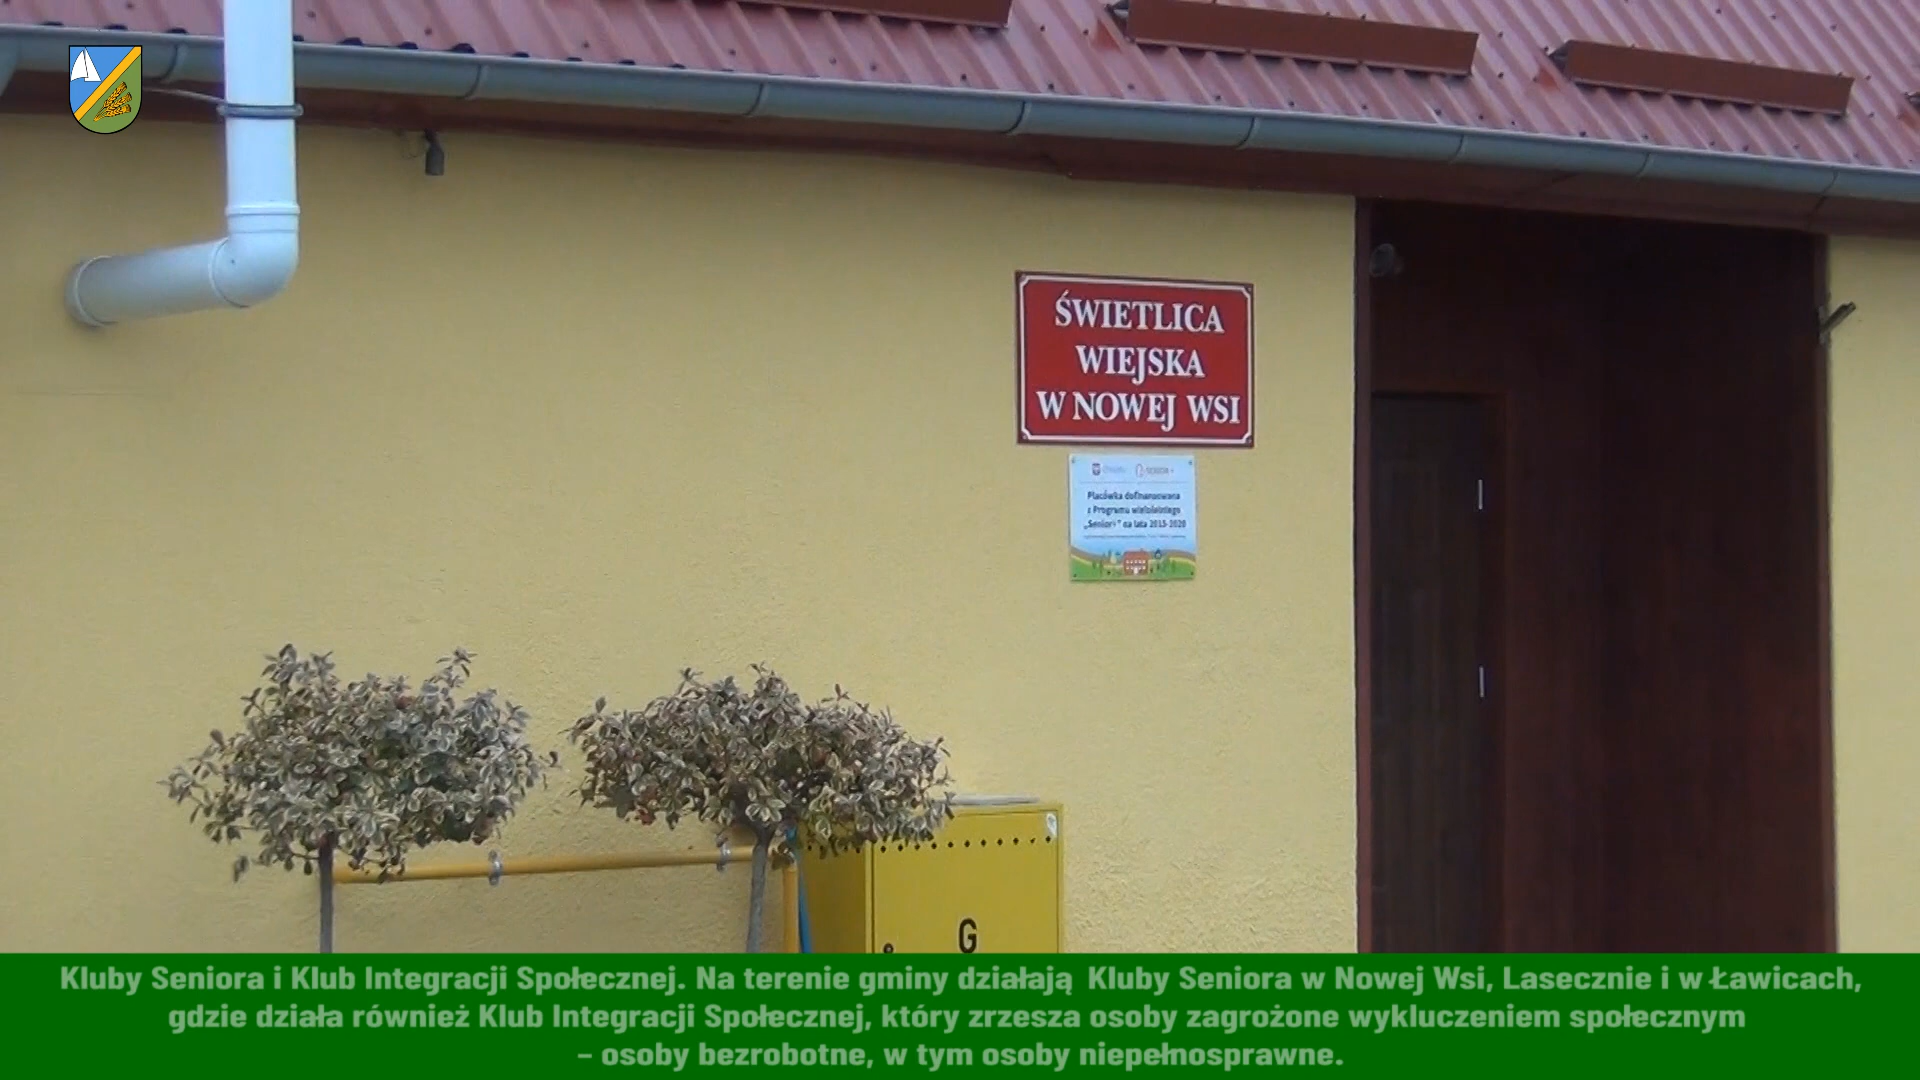 ŚWIETLICA
WIEJSKA
W NOWEJ WSI
Placówka dofinansowana
z Programu wieloletniego
„Senior+” na lata 2015-2020
G
Kluby Seniora i Klub Integracji Społecznej. Na terenie gminy działają Kluby Seniora w Nowej Wsi, Lasecznie i w Ławicach,
gdzie działa również Klub Integracji Społecznej, który zrzesza osoby zagrożone wykluczeniem społecznym
– osoby bezrobotne, w tym osoby niepełnosprawne.